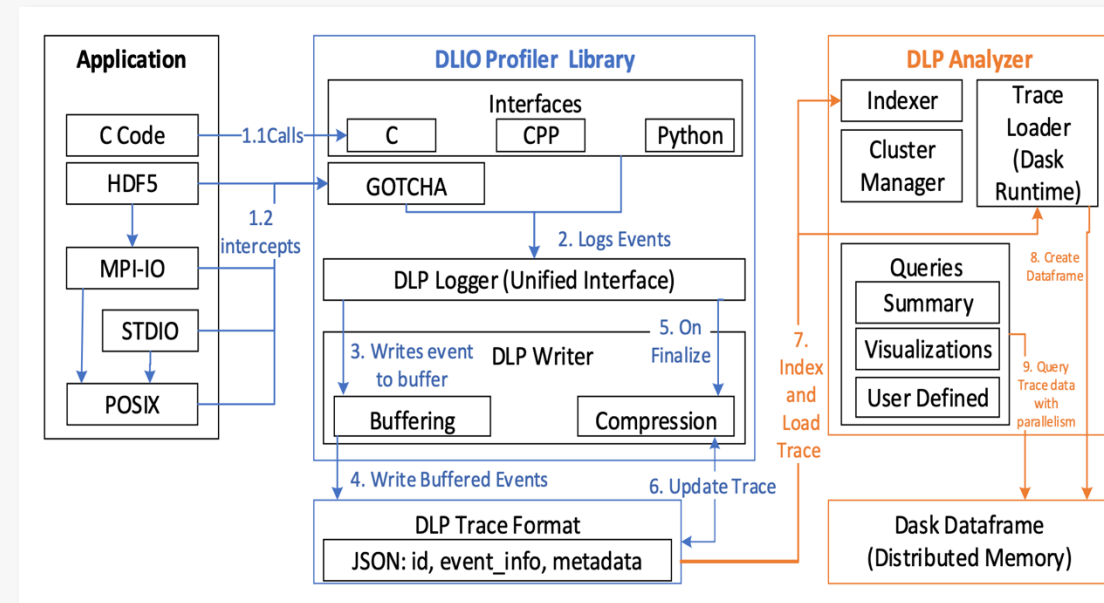 Application
C Code
HDF5
MPI-IO
STDIO
POSIX
1.1Calls
1.2
intercepts
DLIO Profiler Library
Interfaces
C
CPP
Python
GOTCHA
2. Logs Events
DLP Logger (Unified Interface)
3. Writes event
to buffer
DLP Writer
5. On
Finalize
Buffering
Compression
4. Write Buffered Events
6. Update Trace
DLP Trace Format
JSON: id, event_info, metadata
7.
Index
and
Load
Trace
DLP Analyzer
Indexer
Cluster
Manager
Trace
Loader
(Dask
Runtime)
Queries
Summary
Visualizations
User Defined
8. Create
Dataframe
9. Query
Trace data
with
parallelism
Dask Dataframe
(Distributed Memory)